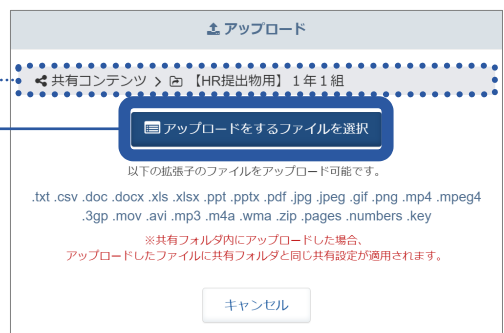 アップロード
共有コンテンツ > 【HR提出物用】1年1組
アップロードをするファイルを選択
以下の拡張子のファイルをアップロード可能です。
.txt .csv .doc .docx .xls .xlsx .ppt .pptx .pdf .jpg .jpeg .gif .png .mp4 .mpeg4
.3gp .mov .avi .mp3 .m4a .wma .zip .pages .numbers .key
※共有フォルダ内にアップロードした場合、
アップロードしたファイルに共有フォルダと同じ共有設定が適用されます。
キャンセル